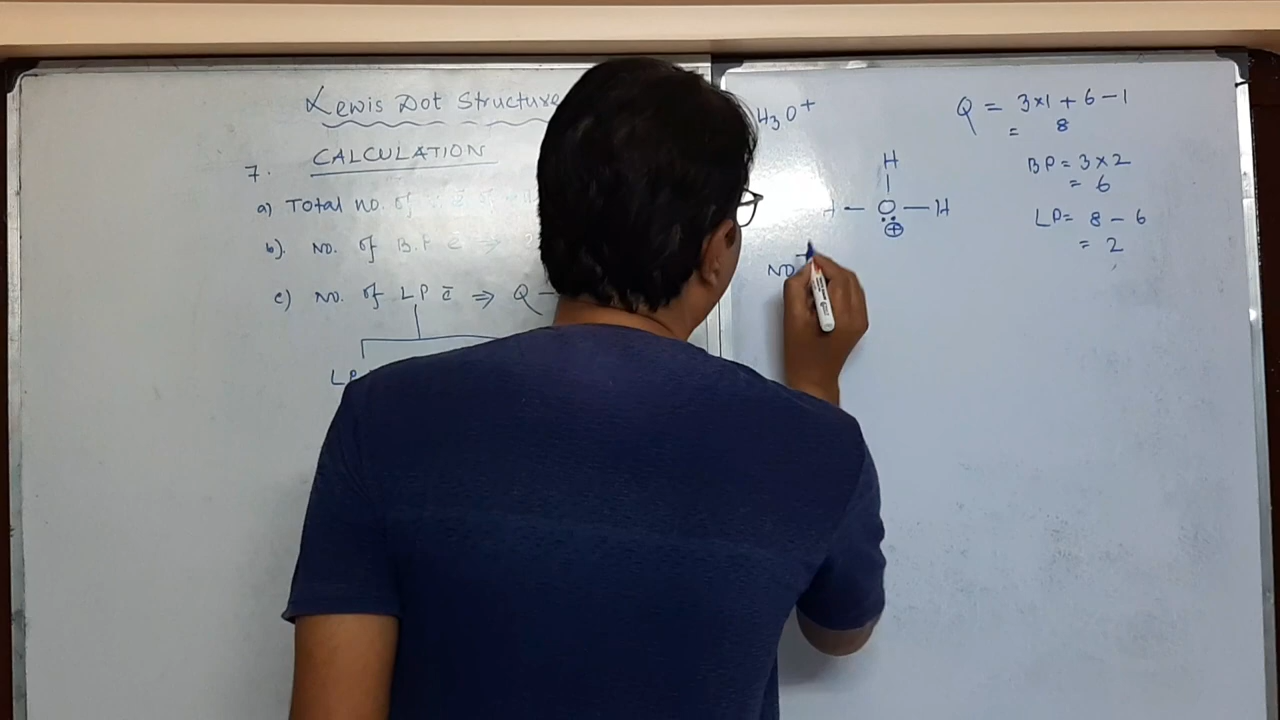 Lewis Dot Structure
CALCULATION
7.
a) Total no. of
b). NO. of B.P ē ⇒
c) NO. of LP ē ⇒ Q -
LP
H3O+
H
|
— O — H
⊕
NO
Q = 3×1 + 6 - 1
= 8
BP = 3 × 2
= 6
LP = 8 - 6
= 2